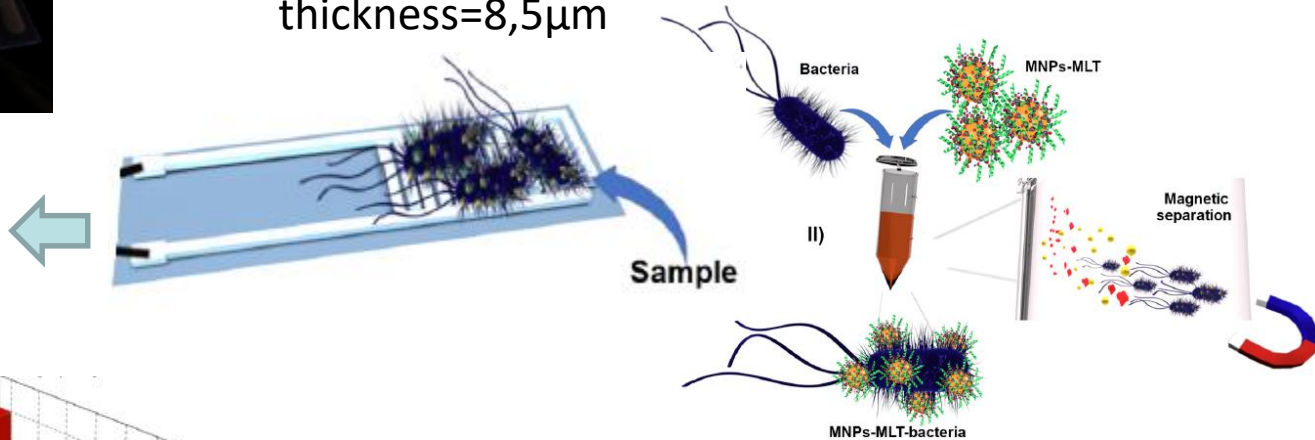 thickness=8,5µm
Bacteria
MNPs-MLT
Magnetic
separation
II)
Sample
MNPs-MLT-bacteria